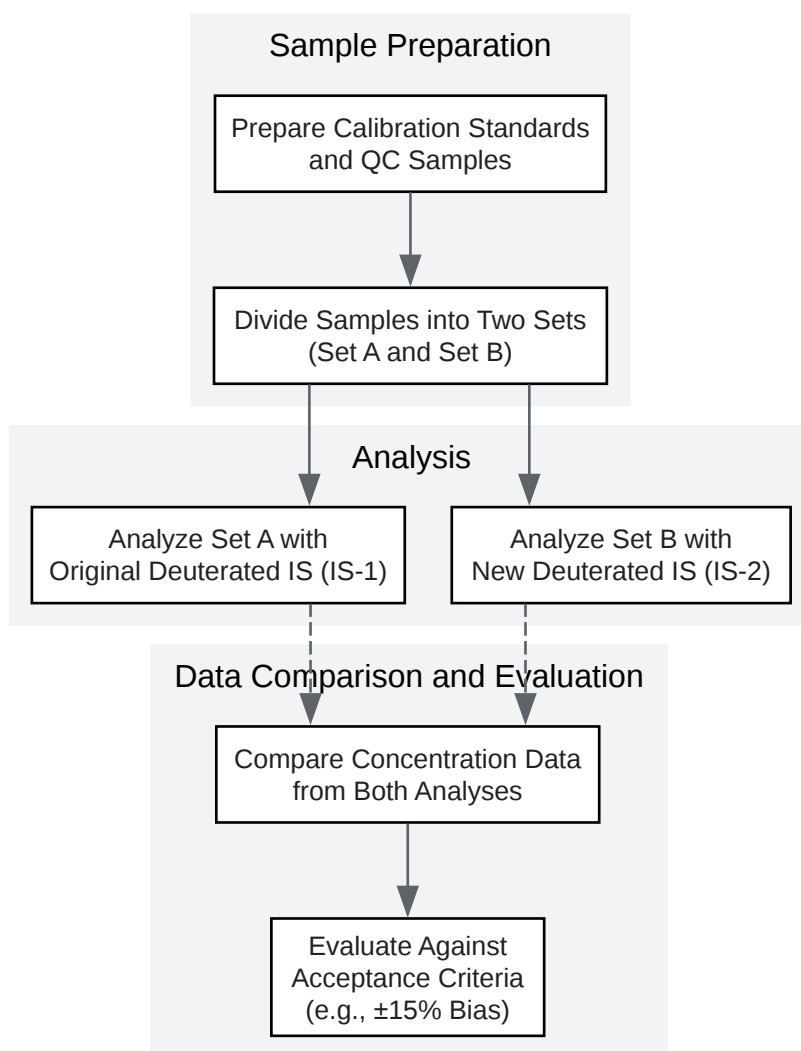 Sample Preparation
Prepare Calibration Standards
and QC Samples
Divide Samples into Two Sets
(Set A and Set B)
Analysis
Analyze Set A with
Original Deuterated IS (IS-1)
Analyze Set B with
New Deuterated IS (IS-2)
Data Comparison and Evaluation
Compare Concentration Data
from Both Analyses
Evaluate Against
Acceptance Criteria
(e.g., ±15% Bias)